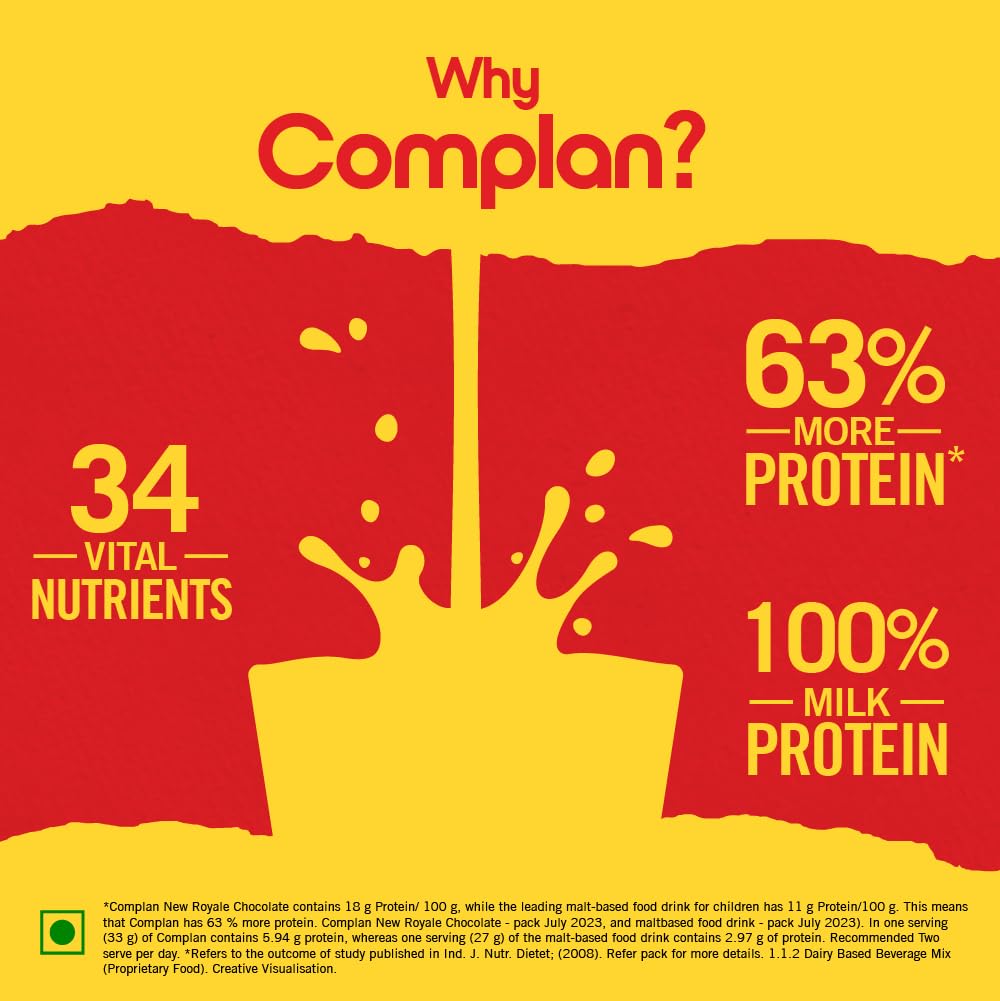 Why
Complan?
34
VITAL
NUTRIENTS
63%
MORE
PROTEIN*
100%
MILK
PROTEIN
*Complan New Royale Chocolate contains 18 g Protein/ 100 g, while the leading malt-based food drink for children has 11 g Protein/100 g. This means
that Complan has 63 % more protein. Complan New Royale Chocolate - pack July 2023, and maltbased food drink - pack July 2023). In one serving
(33 g) of Complan contains 5.94 g protein, whereas one serving (27 g) of the malt-based food drink contains 2.97 g of protein. Recommended Two
serve per day. *Refers to the outcome of study published in Ind. J. Nutr. Dietet; (2008). Refer pack for more details. 1.1.2 Dairy Based Beverage Mix
(Proprietary Food). Creative Visualisation.